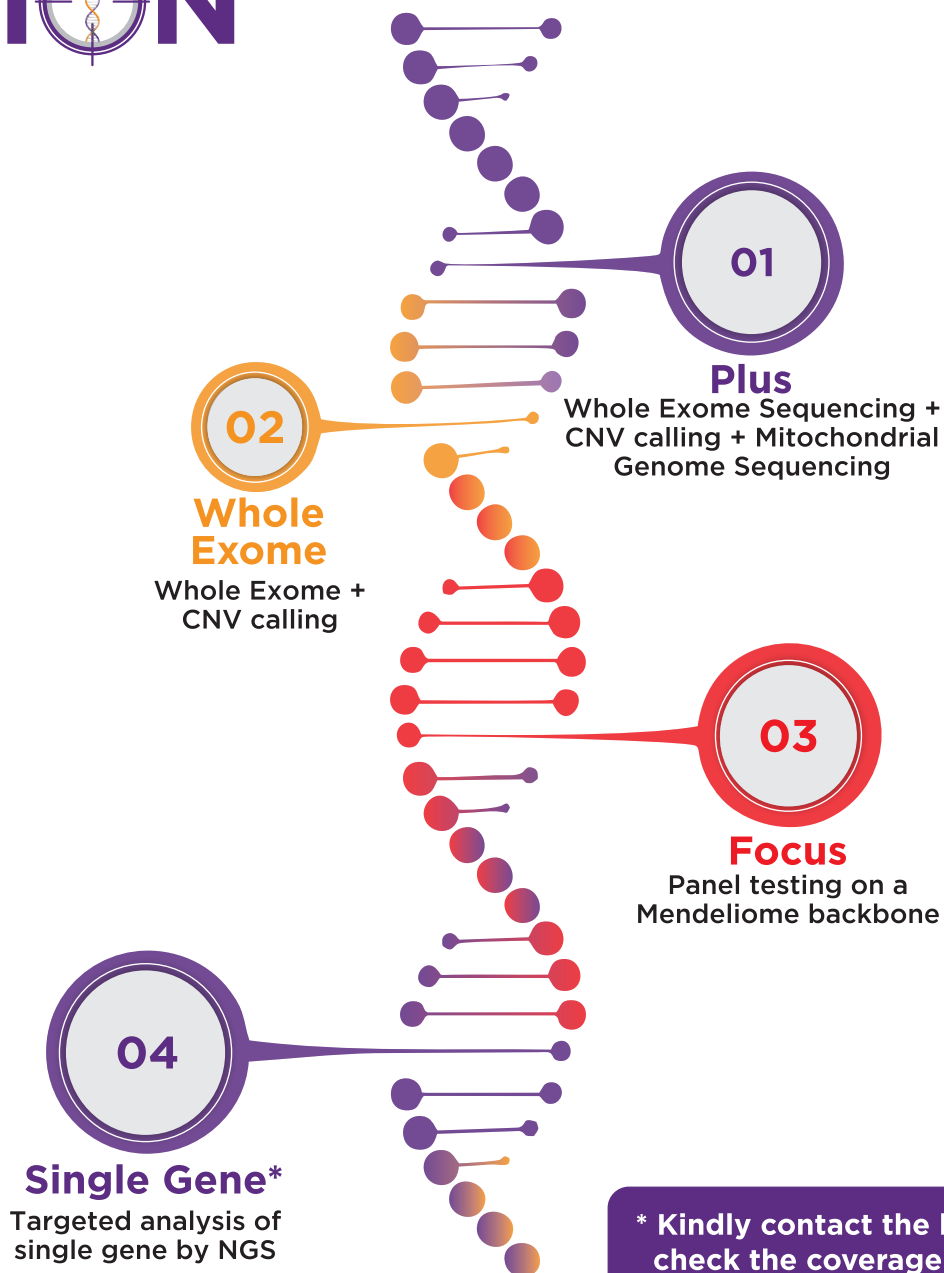 01
Plus
Whole Exome Sequencing +
CNV calling + Mitochondrial
Genome Sequencing
02
Whole
Exome
Whole Exome +
CNV calling
03
Focus
Panel testing on a
Mendeliome backbone
04
Single Gene*
Targeted analysis of
single gene by NGS
* Kindly contact the
check the coverage